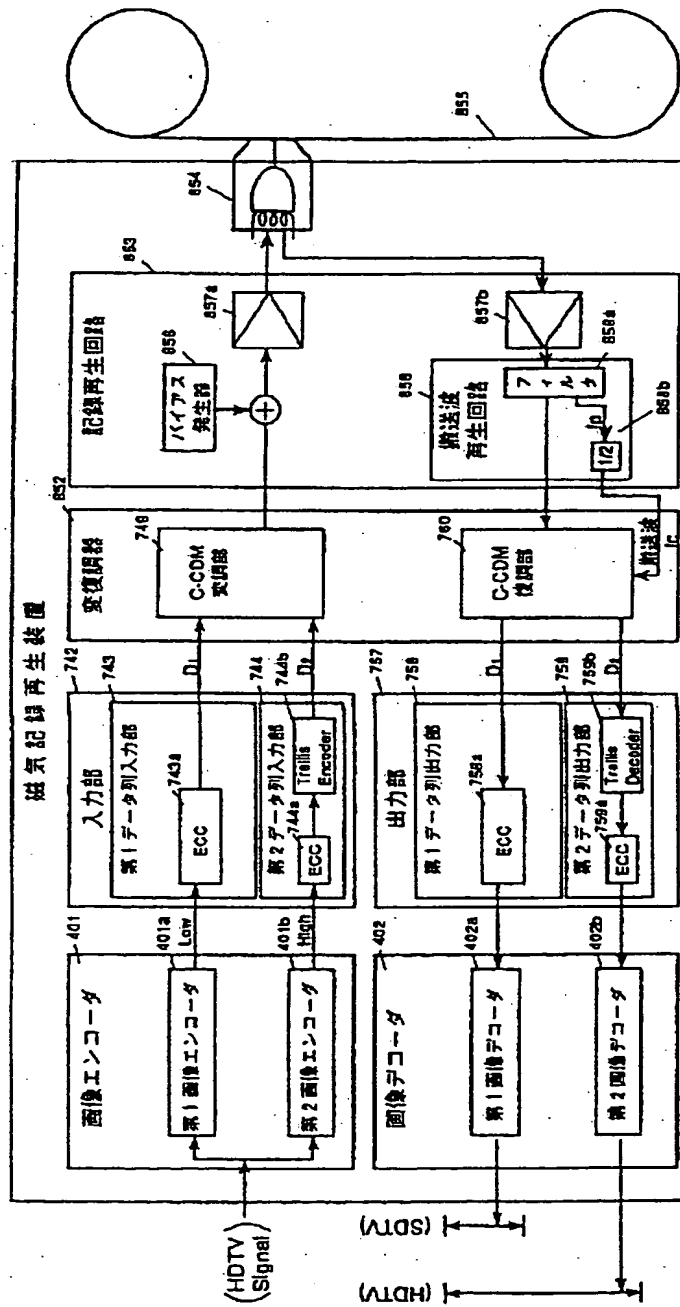 磁気記録再生装置
(HDTV Signal)
401
画像エンコーダ
401a
第1画像エンコーダ
Low
401b
第2画像エンコーダ
High
742
入力部
743
第1データ列入力部
743a
ECC
D1
744
第2データ列入力部
744a
ECC
744b
Trellis Encoder
D2
852
変復調器
749
C-CDM
変調部
853
記録再生回路
856
バイアス
発生器
857a
854
855
402
画像デコーダ
402a
第1画像デコーダ
402b
第2画像デコーダ
(SDTV)
(HDTV)
757
出力部
758
第1データ列出力部
758a
ECC
D1
759
第2データ列出力部
759a
ECC
759b
Trellis Decoder
D2
760
C-CDM
復調部
搬送波
fc
857b
858
搬送波
再生回路
フィルタ
858a
fp
1/2
858b